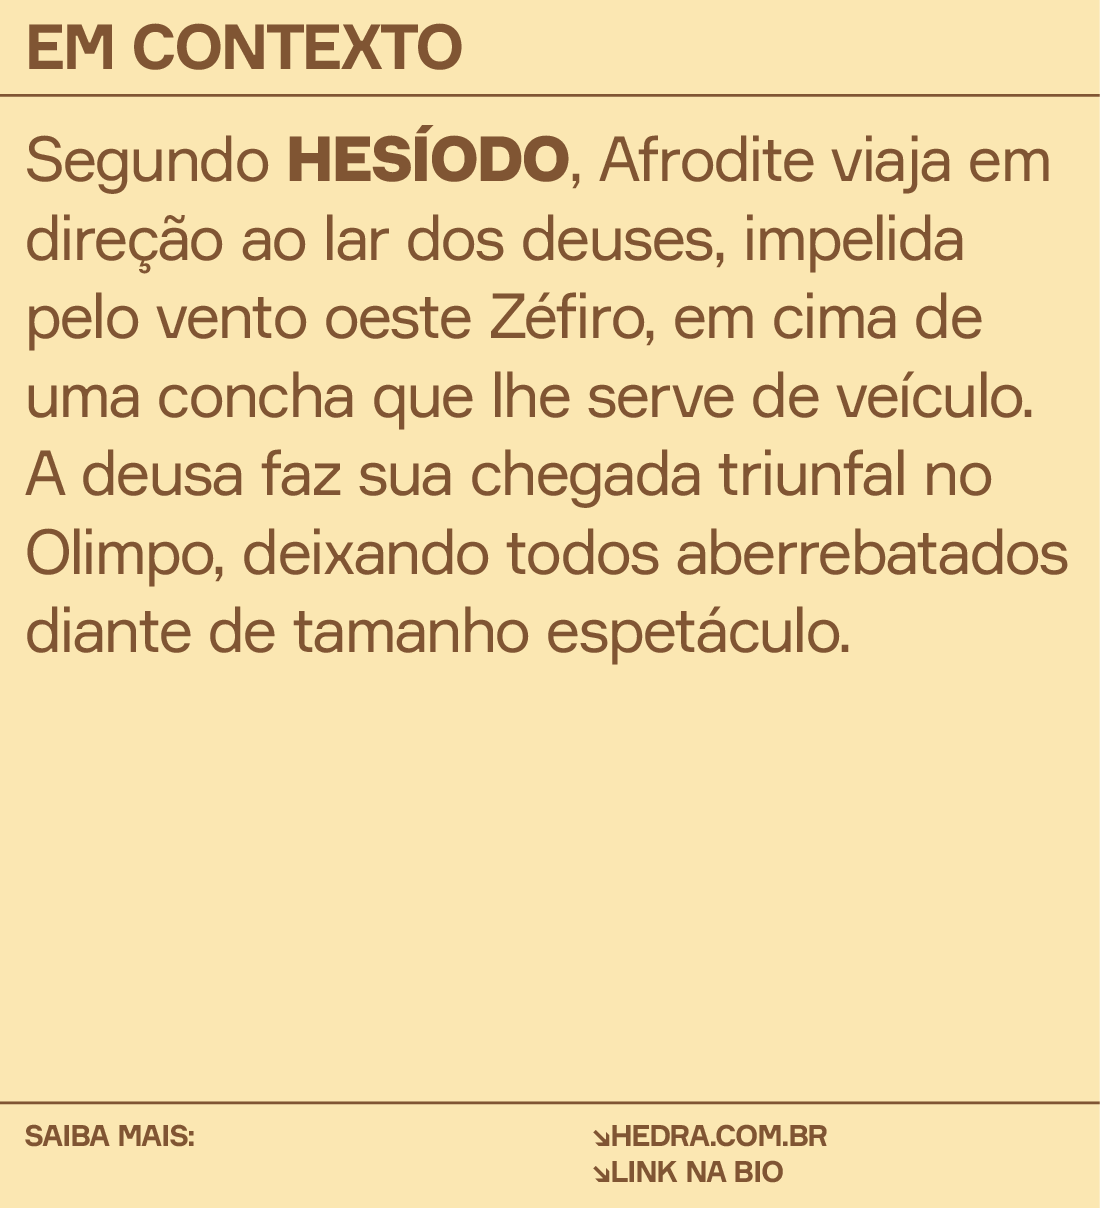 EM CONTEXTO
Segundo HESÍODO, Afrodite viaja em
direção ao lar dos deuses, impelida
pelo vento oeste Zéfiro, em cima de
uma concha que lhe serve de veículo.
A deusa faz sua chegada triunfal no
Olimpo, deixando todos aberrebatados
diante de tamanho espetáculo.
SAIBA MAIS:
↘HEDRA.COM.BR
↘LINK NA BIO